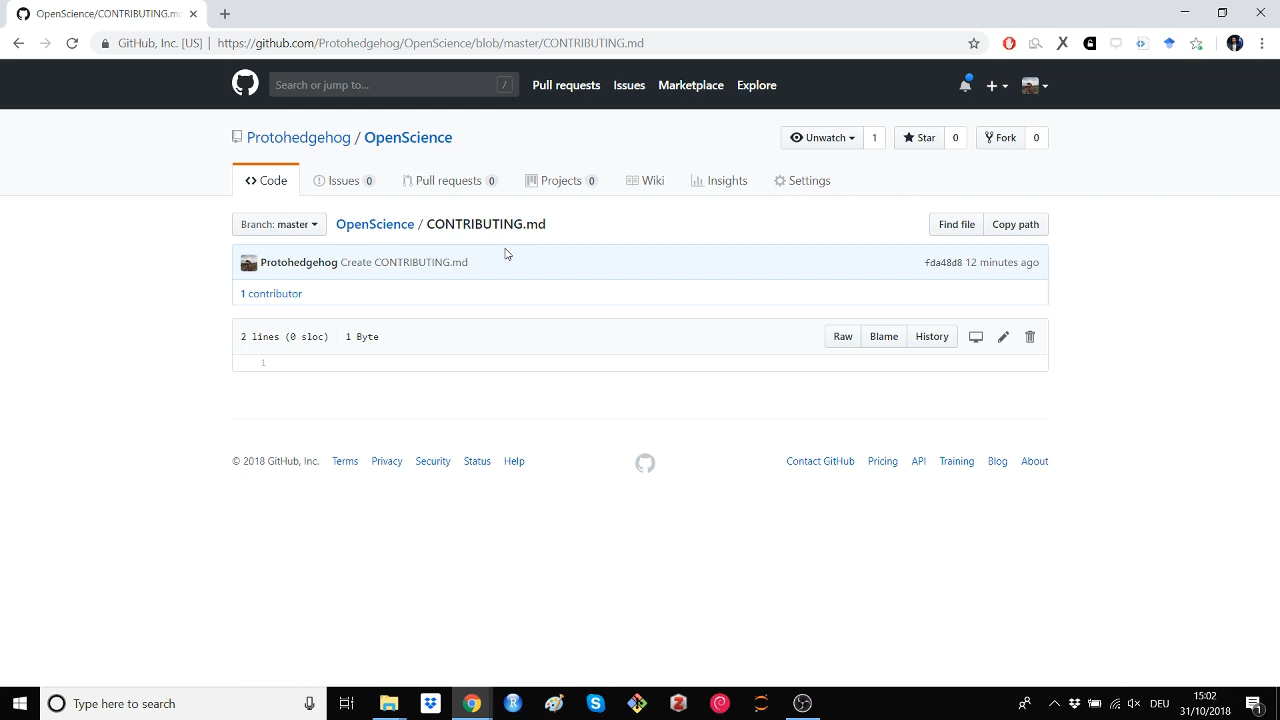 OpenScience/CONTRIBUTING.md
GitHub, Inc. [US] https://github.com/Protohedgehog/OpenScience/blob/master/CONTRIBUTING.md
Search or jump to... / Pull requests Issues Marketplace Explore
Protohedgehog / OpenScience Unwatch 1 Star 0 Fork 0
Code Issues 0 Pull requests 0 Projects 0 Wiki Insights Settings
Branch: master OpenScience / CONTRIBUTING.md Find file Copy path
Protohedgehog Create CONTRIBUTING.md fda48d8 12 minutes ago
1 contributor
2 lines (0 sloc) 1 Byte Raw Blame History
1
© 2018 GitHub, Inc. Terms Privacy Security Status Help Contact GitHub Pricing API Training Blog About
Type here to search DEU 15:02
31/10/2018 1